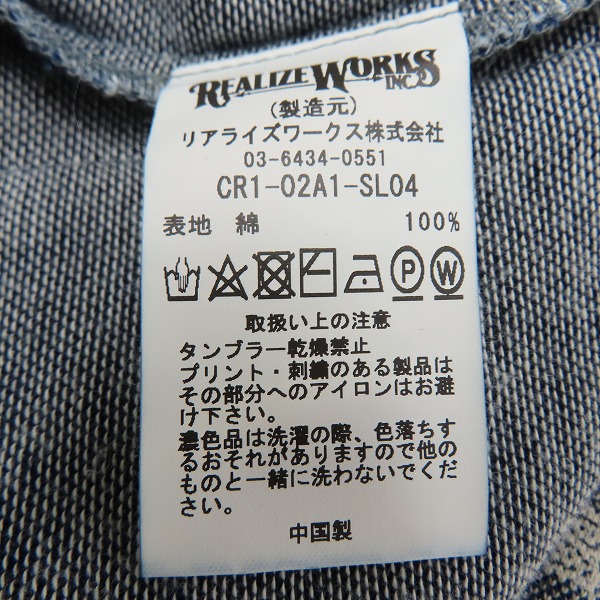 REALIZE WORKS
INC.
(製造元)
リアライズワークス株式会社
03-6434-0551
CR1-02A1-SL04
表地 綿 100%
P W
取扱い上の注意
タンブラー乾燥禁止
プリント・刺繍のある製品は
その部分へのアイロンはお避
け下さい。
濃色品は洗濯の際、色落ちす
るおそれがありますので他の
ものと一緒に洗わないでくだ
さい。
中国製